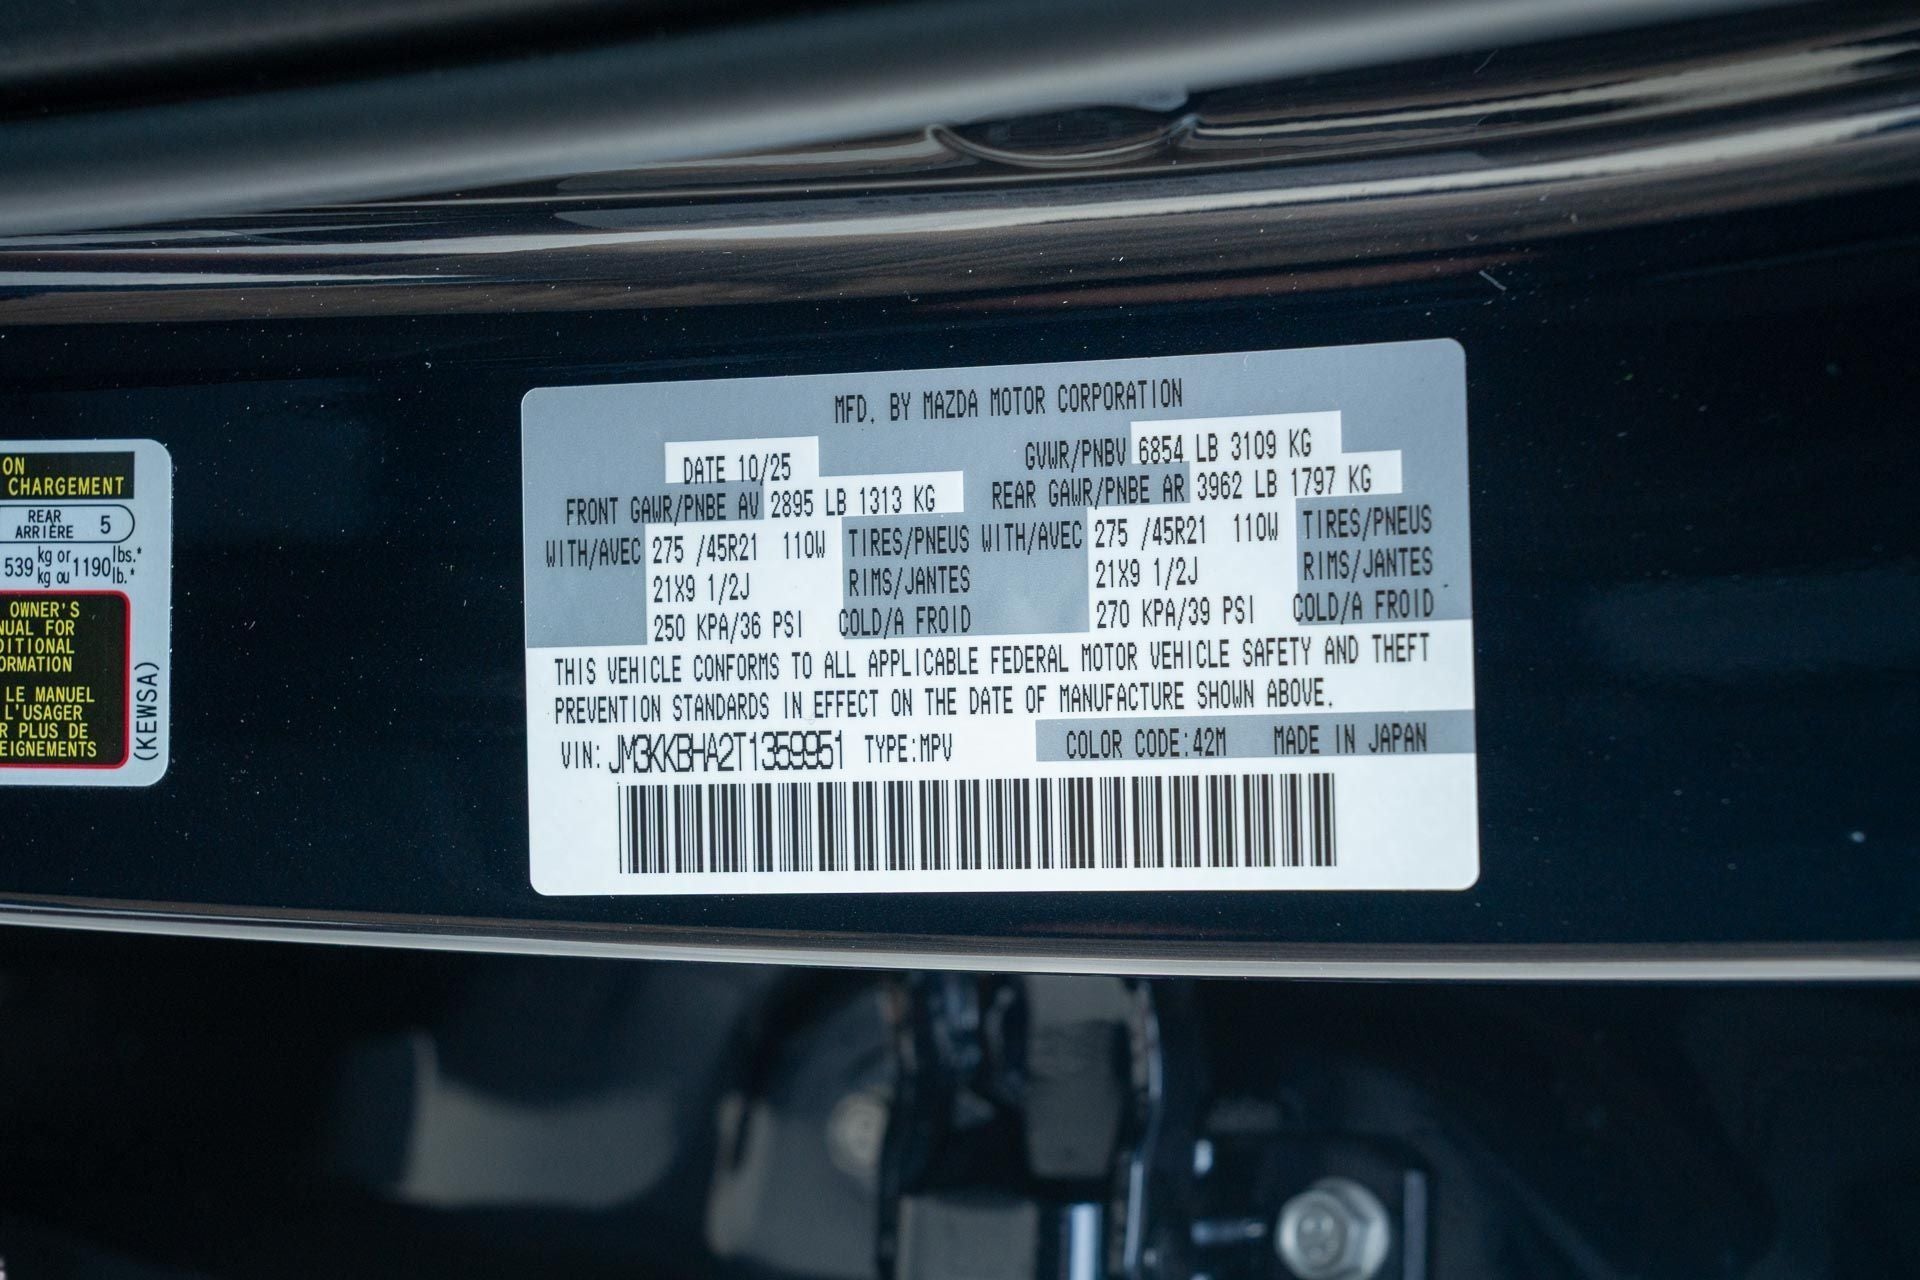 ON
CHARGEMENT
REAR
ARRIÈRE 5
539 kg or 1190 lbs.*
kg ou lb.*
OWNER'S
FOR
LE MANUEL
L'USAGER
PLUS DE
(KEWSA)
MFD. BY MAZDA MOTOR CORPORATION
DATE 10/25 GVWR/PNBV 6854 LB 3109 KG
FRONT GAWR/PNBE AV 2895 LB 1313 KG REAR GAWR/PNBE AR 3962 LB 1797 KG
WITH/AVEC 275 /45R21 110W TIRES/PNEUS WITH/AVEC 275 /45R21 110W TIRES/PNEUS
21X9 1/2J RIMS/JANTES 21X9 1/2J RIMS/JANTES
250 KPA/36 PSI COLD/A FROID 270 KPA/39 PSI COLD/A FROID
THIS VEHICLE CONFORMS TO ALL APPLICABLE FEDERAL MOTOR VEHICLE SAFETY AND THEFT
PREVENTION STANDARDS IN EFFECT ON THE DATE OF MANUFACTURE SHOWN ABOVE.
VIN: JM3KKBHA2T1359951 TYPE:MPV COLOR CODE:42M MADE IN JAPAN